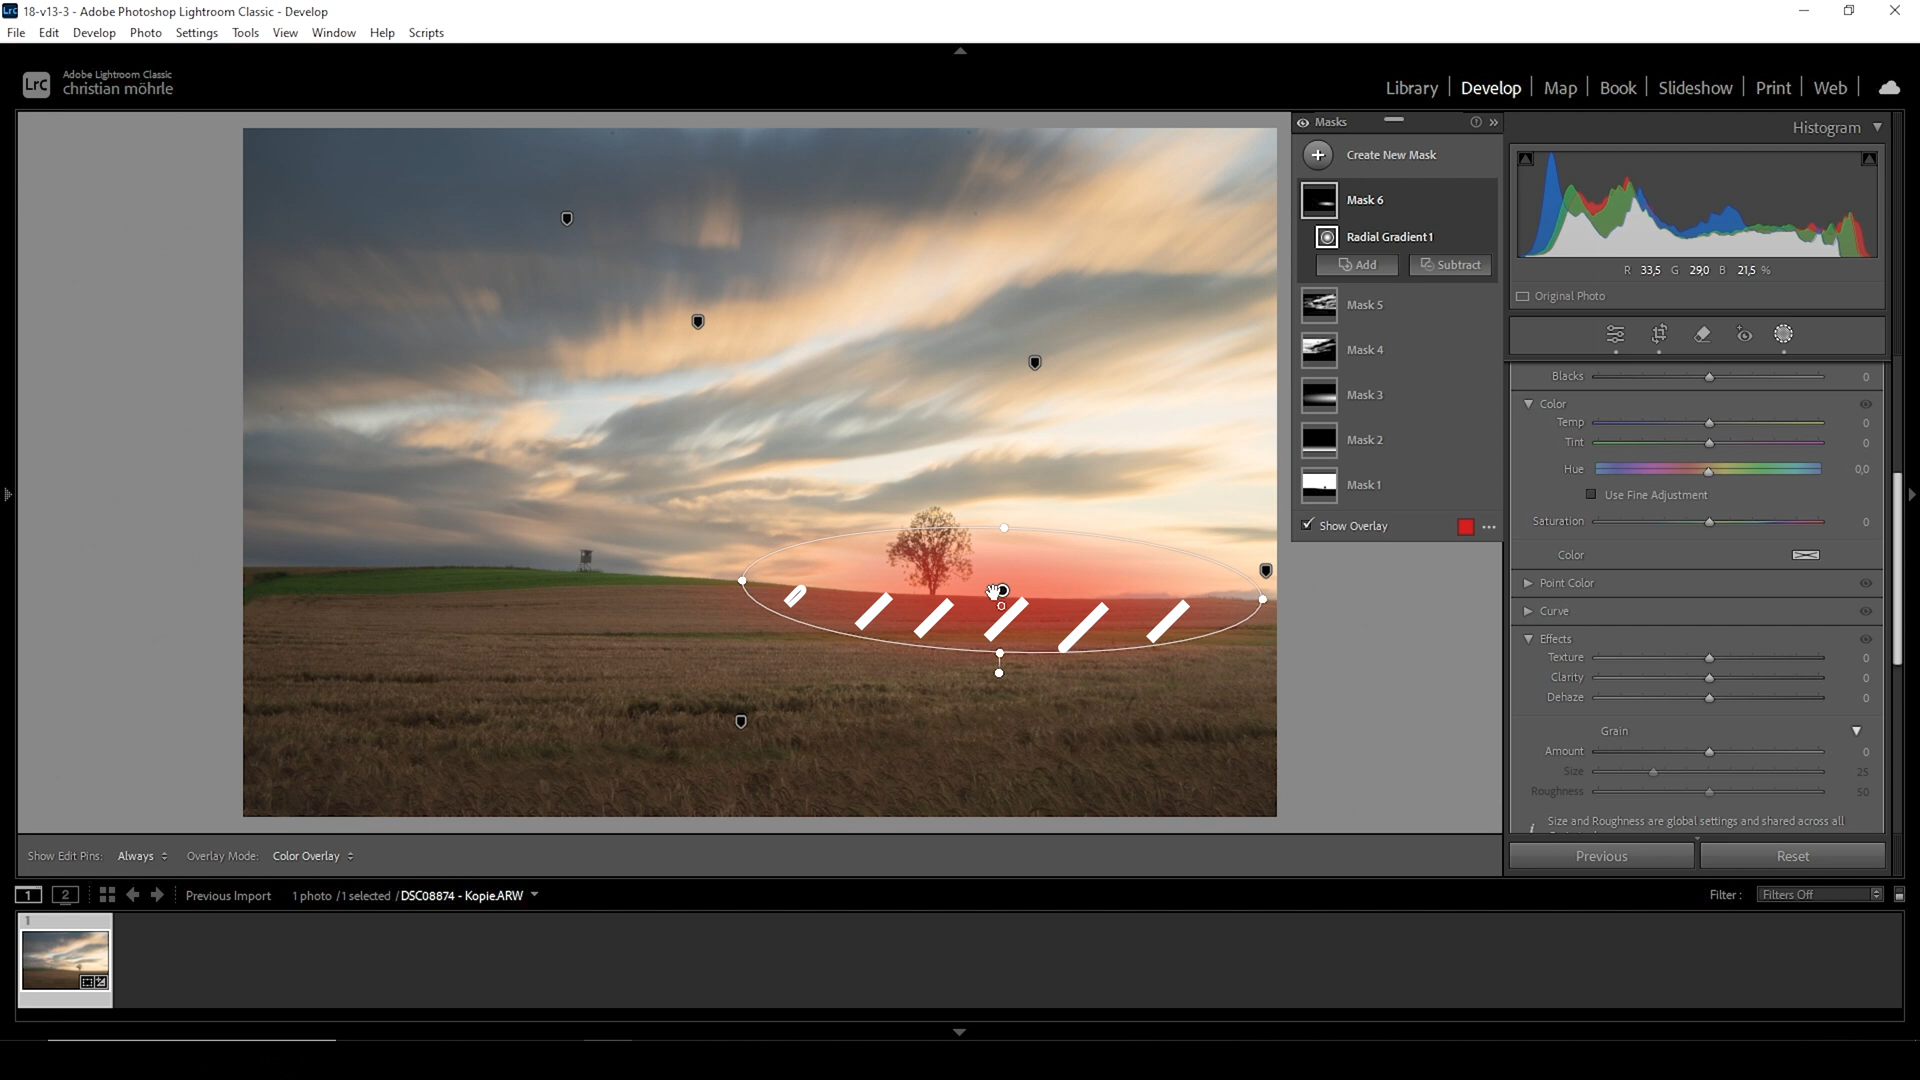 LrC 18-v13-3 - Adobe Photoshop Lightroom Classic - Develop
File Edit Develop Photo Settings Tools View Window Help Scripts
LrC Adobe Lightroom Classic
christian möhrle
Library Develop Map Book Slideshow Print Web
Masks
Create New Mask
Mask 6
Radial Gradient 1
Add Subtract
Mask 5
Mask 4
Mask 3
Mask 2
Mask 1
Show Overlay
Histogram
R 33,5 G 29,0 B 21,5 %
Original Photo
Blacks 0
Color
Temp 0
Tint 0
Hue 0,0
Use Fine Adjustment
Saturation 0
Color
Point Color
Curve
Effects
Texture 0
Clarity 0
Dehaze 0
Grain
Amount 0
Size 25
Roughness 50
Size and Roughness are global settings and shared across all
Previous Reset
Show Edit Pins: Always Overlay Mode: Color Overlay
1 2 Previous Import 1 photo / 1 selected / DSC08874 - Kopie.ARW Filter : Filters Off
1